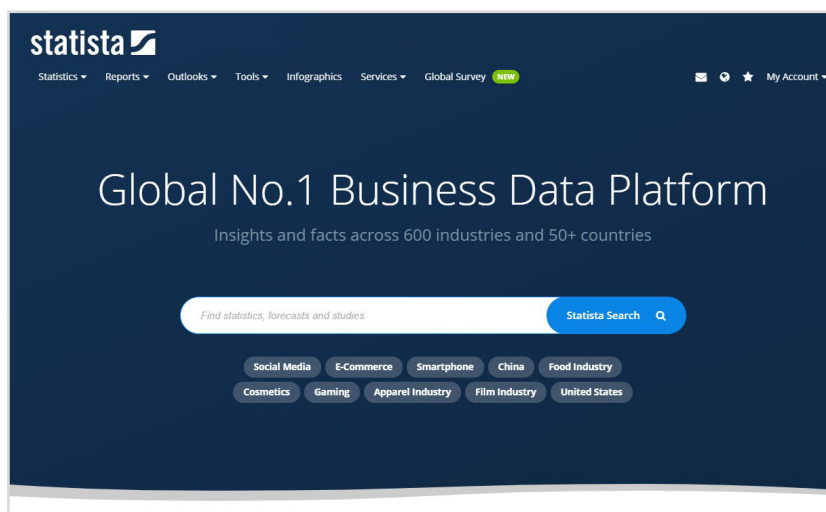 statista
Statistics Reports Outlooks Tools Infographics Services Global Survey NEW My Account
Global No.1 Business Data Platform
Insights and facts across 600 industries and 50+ countries
Find statistics, forecasts and studies Statista Search
Social Media E-Commerce Smartphone China Food Industry
Cosmetics Gaming Apparel Industry Film Industry United States